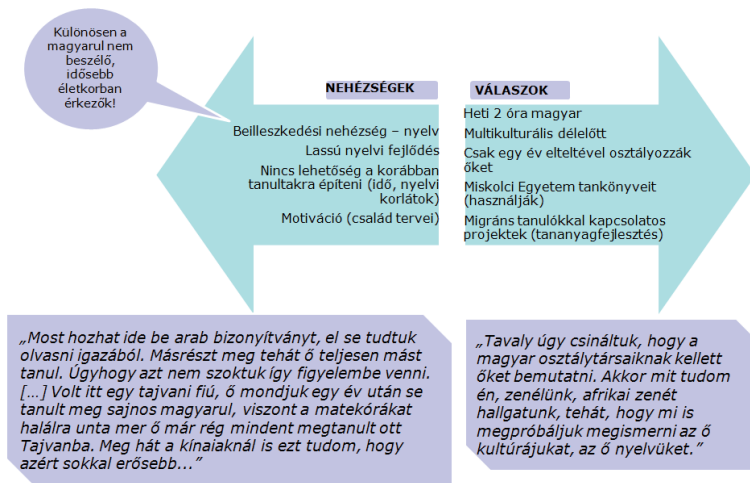 Különösen a
magyarul nem
beszélő,
idősebb
életkorban
érkezők!
NEHÉZSÉGEK
Beilleszkedési nehézség – nyelv
Lassú nyelvi fejlődés
Nincs lehetőség a korábban
tanultakra építeni (idő, nyelvi
korlátok)
Motiváció (család tervei)
VÁLASZOK
Heti 2 óra magyar
Multikulturális délelőtt
Csak egy év elteltével osztályozzák
őket
Miskolci Egyetem tankönyveit
(használják)
Migráns tanulókkal kapcsolatos
projektek (tananyagfejlesztés)
„Most hozhat ide be arab bizonyítványt, el se tudtuk
olvasni igazából. Másrészt meg tehát ő teljesen mást
tanul. Úgyhogy azt nem szoktuk így figyelembe venni.
[…] Volt itt egy tajvani fiú, ő mondjuk egy év után se
tanult meg sajnos magyarul, viszont a matekórákat
halálra unta mer ő már rég mindent megtanult ott
Tajvanba. Meg hát a kínaiaknál is ezt tudom, hogy
azért sokkal erősebb...”
„Tavaly úgy csináltuk, hogy a
magyar osztálytársaiknak kellett
őket bemutatni. Akkor mit tudom
én, zenélünk, afrikai zenét
hallgatunk, tehát, hogy mi is
megpróbáljuk megismerni az ő
kultúrájukat, az ő nyelvüket.”